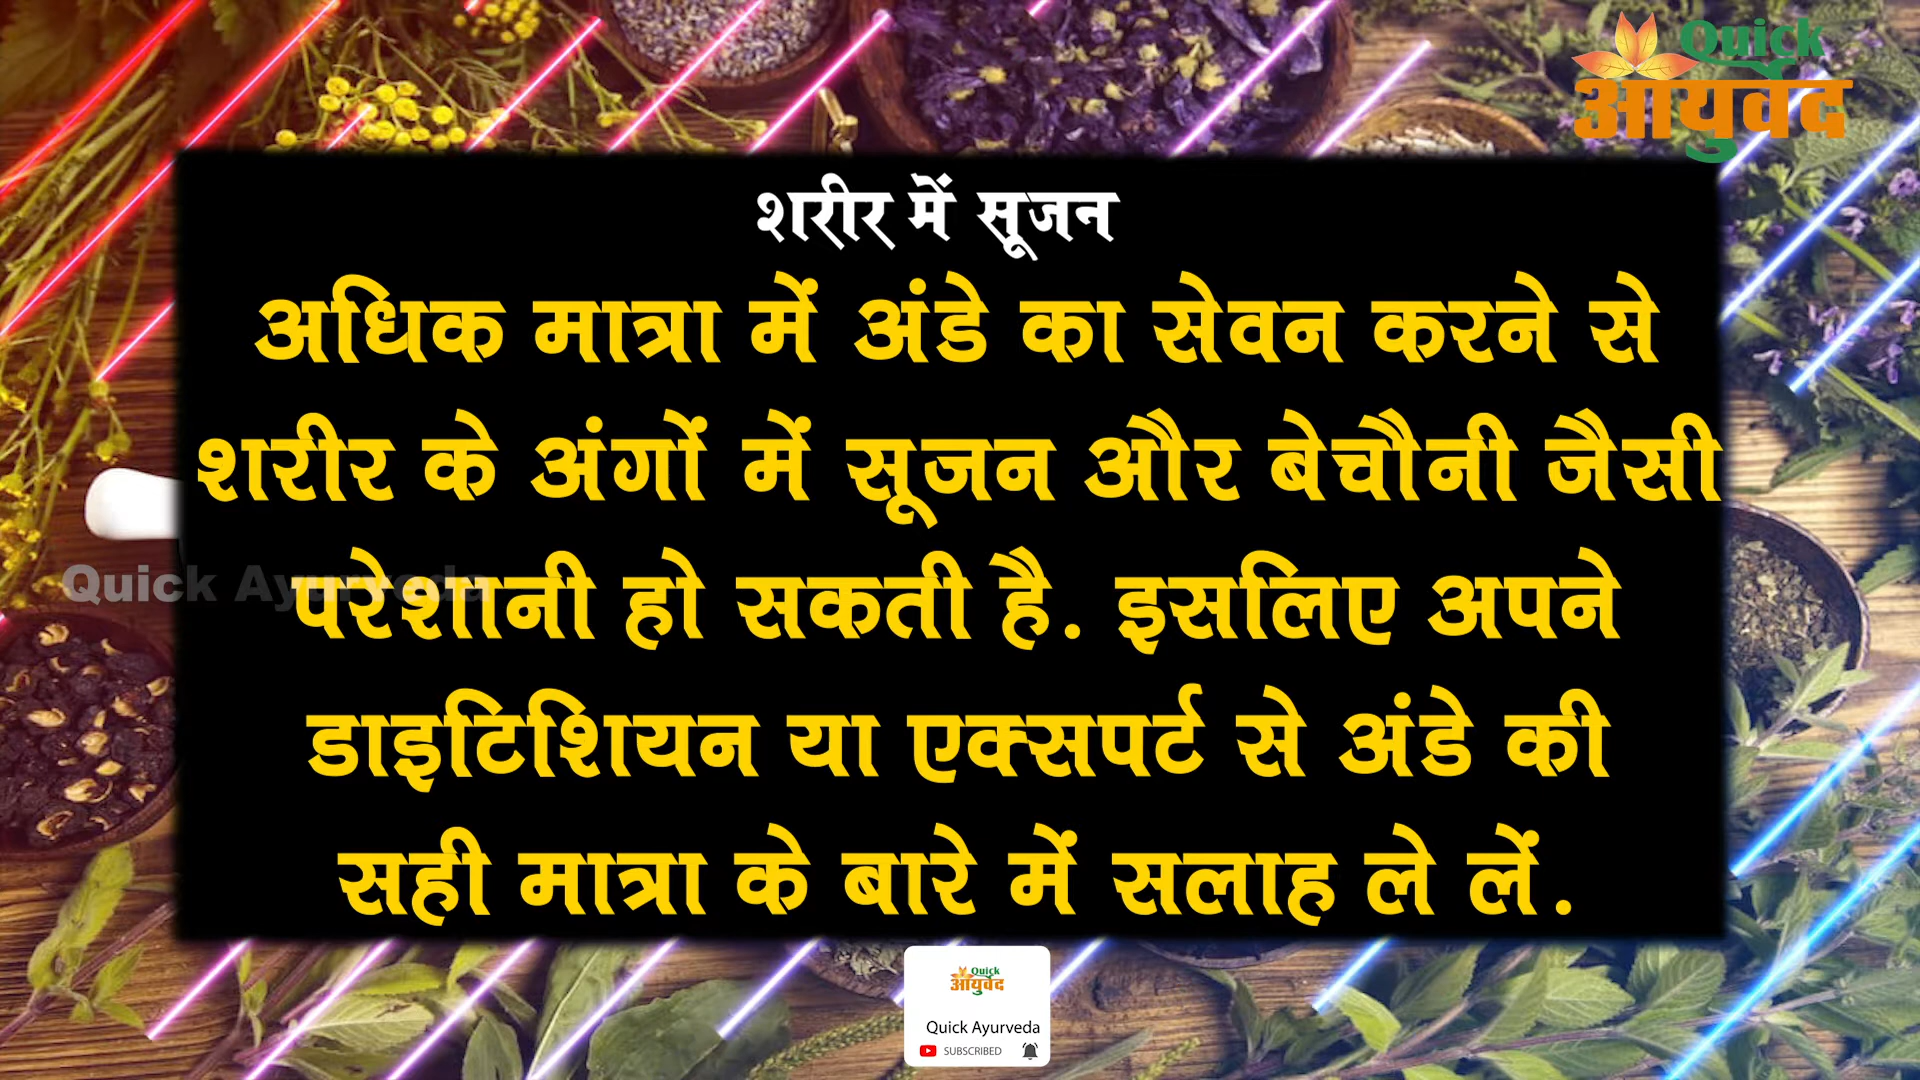 Quick
आयुर्वेद
शरीर में सूजन
अधिक मात्रा में अंडे का सेवन करने से
शरीर के अंगों में सूजन और बेचौनी जैसी
परेशानी हो सकती है. इसलिए अपने
डाइटिशियन या एक्सपर्ट से अंडे की
सही मात्रा के बारे में सलाह ले लें.
Quick Ayurveda
Quick
आयुर्वेद
Quick Ayurveda
SUBSCRIBED